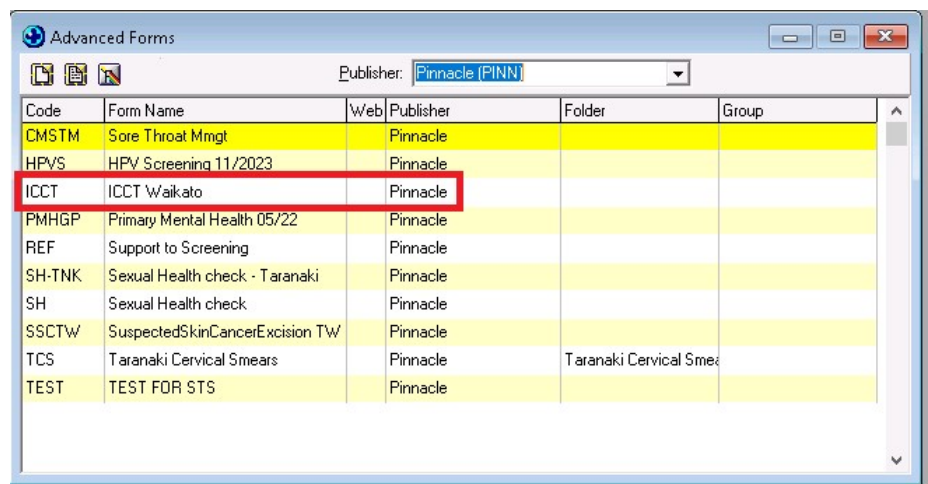 Advanced Forms
Publisher: Pinnacle (PINN)
Code Form Name Web Publisher Folder Group
CMSTM Sore Throat Mmgt Pinnacle
HPVS HPV Screening 11/2023 Pinnacle
ICCT ICCT Waikato Pinnacle
PMHGP Primary Mental Health 05/22 Pinnacle
REF Support to Screening Pinnacle
SH-TNK Sexual Health check - Taranaki Pinnacle
SH Sexual Health check Pinnacle
SSCTW SuspectedSkinCancerExcision TW Pinnacle
TCS Taranaki Cervical Smears Pinnacle Taranaki Cervical Smea
TEST TEST FOR STS Pinnacle